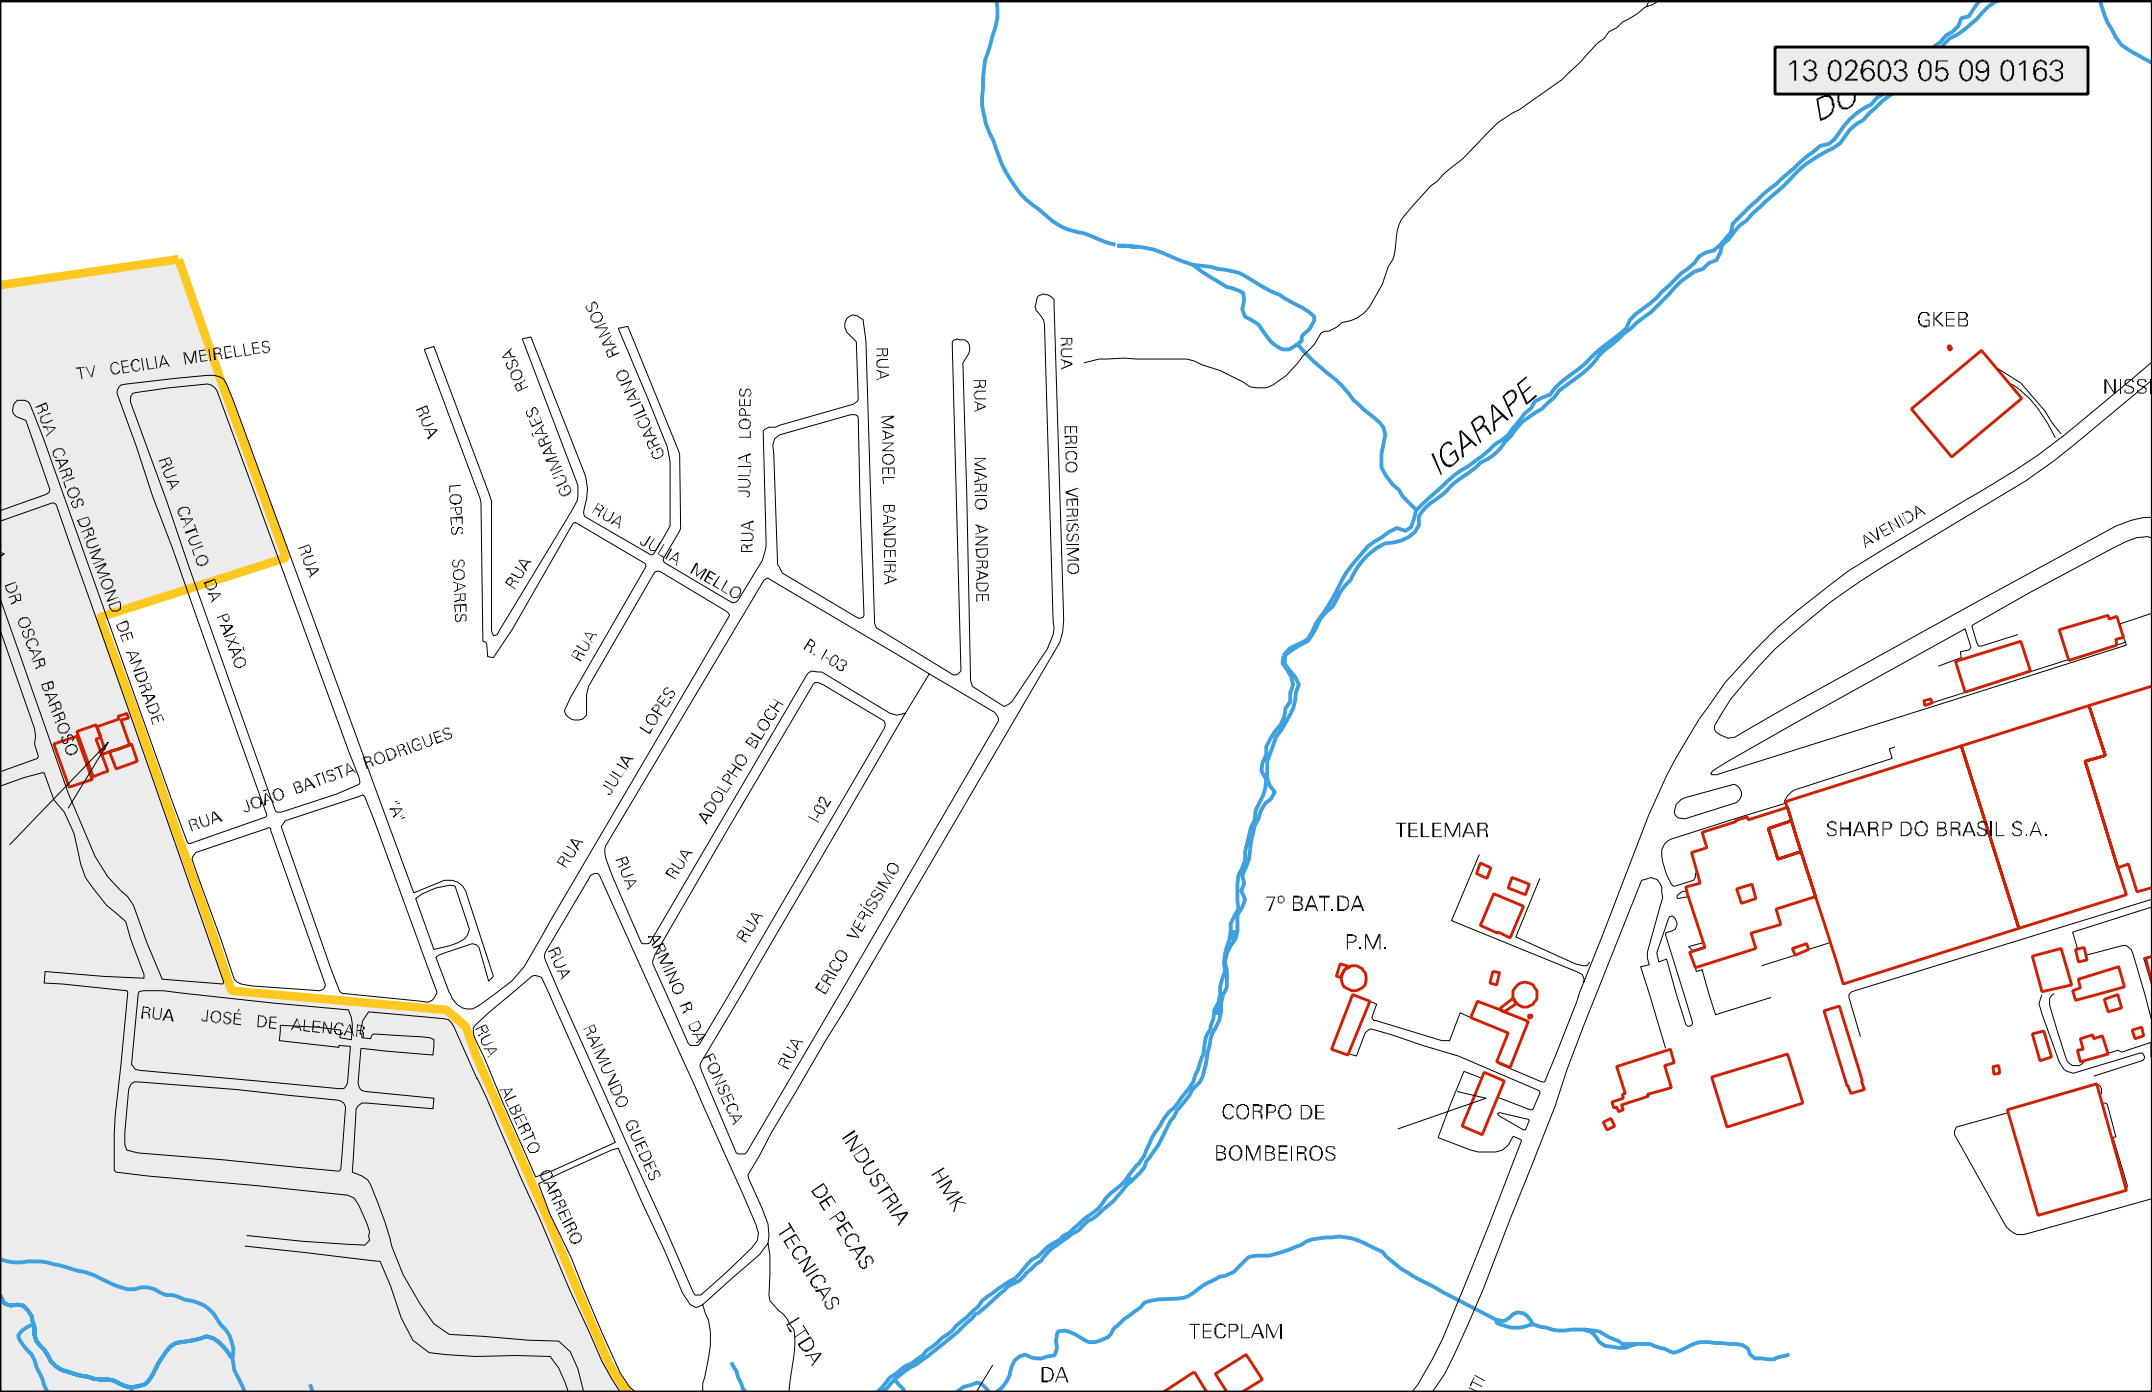 13 02603 05 09 0163
DO
IGARAPE
GKEB
NISSI
AVENIDA
TV CECILIA MEIRELLES
RUA CARLOS DRUMMOND DE ANDRADE
RUA CATULO DA PAIXÃO
RUA "A"
DR OSCAR BARROSO
RUA JOÃO BATISTA RODRIGUES
RUA LOPES SOARES
RUA GUIMARÃES ROSA
RUA GRACILIANO RAMOS
RUA JULIA MELLO
RUA JULIA LOPES
RUA MANOEL BANDEIRA
RUA MARIO ANDRADE
RUA ERICO VERISSIMO
R. I-03
RUA JULIA LOPES
RUA ADOLPHO BLOCH
RUA I-02
RUA ERICO VERÍSSIMO
RUA ARMINO R DA FONSECA
RUA RAIMUNDO GUEDES
RUA ALBERTO CARREIRO
RUA JOSÉ DE ALENÇAR
TELEMAR
SHARP DO BRASIL S.A.
7º BAT.DA
P.M.
CORPO DE
BOMBEIROS
HMK
INDUSTRIA
DE PECAS
TECNICAS
LTDA
TECPLAM
DA